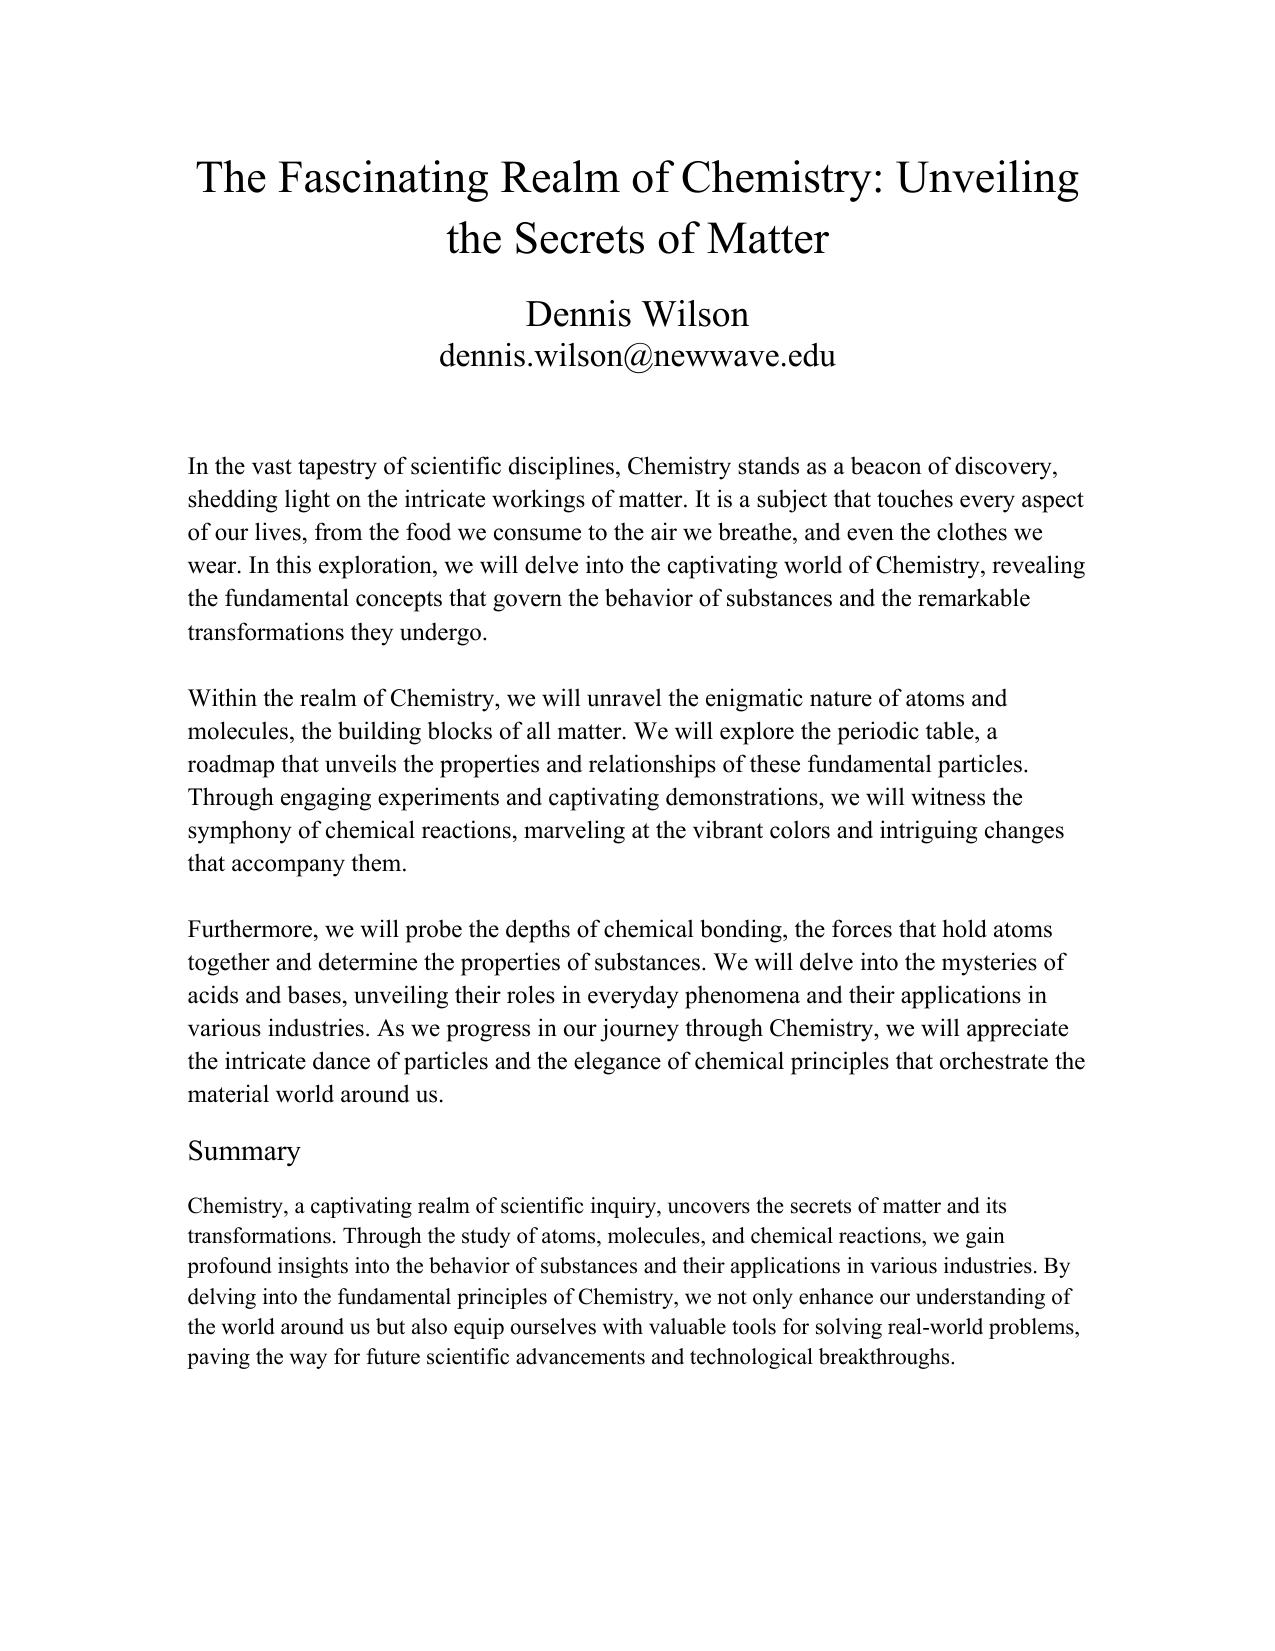 The Fascinating Realm of Chemistry: Unveiling
the Secrets of Matter
Dennis Wilson
dennis.wilson@newwave.edu
In the vast tapestry of scientific disciplines, Chemistry stands as a beacon of discovery,
shedding light on the intricate workings of matter. It is a subject that touches every aspect
of our lives, from the food we consume to the air we breathe, and even the clothes we
wear. In this exploration, we will delve into the captivating world of Chemistry, revealing
the fundamental concepts that govern the behavior of substances and the remarkable
transformations they undergo.
Within the realm of Chemistry, we will unravel the enigmatic nature of atoms and
molecules, the building blocks of all matter. We will explore the periodic table, a
roadmap that unveils the properties and relationships of these fundamental particles.
Through engaging experiments and captivating demonstrations, we will witness the
symphony of chemical reactions, marveling at the vibrant colors and intriguing changes
that accompany them.
Furthermore, we will probe the depths of chemical bonding, the forces that hold atoms
together and determine the properties of substances. We will delve into the mysteries of
acids and bases, unveiling their roles in everyday phenomena and their applications in
various industries. As we progress in our journey through Chemistry, we will appreciate
the intricate dance of particles and the elegance of chemical principles that orchestrate the
material world around us.
Summary
Chemistry, a captivating realm of scientific inquiry, uncovers the secrets of matter and its
transformations. Through the study of atoms, molecules, and chemical reactions, we gain
profound insights into the behavior of substances and their applications in various industries. By
delving into the fundamental principles of Chemistry, we not only enhance our understanding of
the world around us but also equip ourselves with valuable tools for solving real-world problems,
paving the way for future scientific advancements and technological breakthroughs.